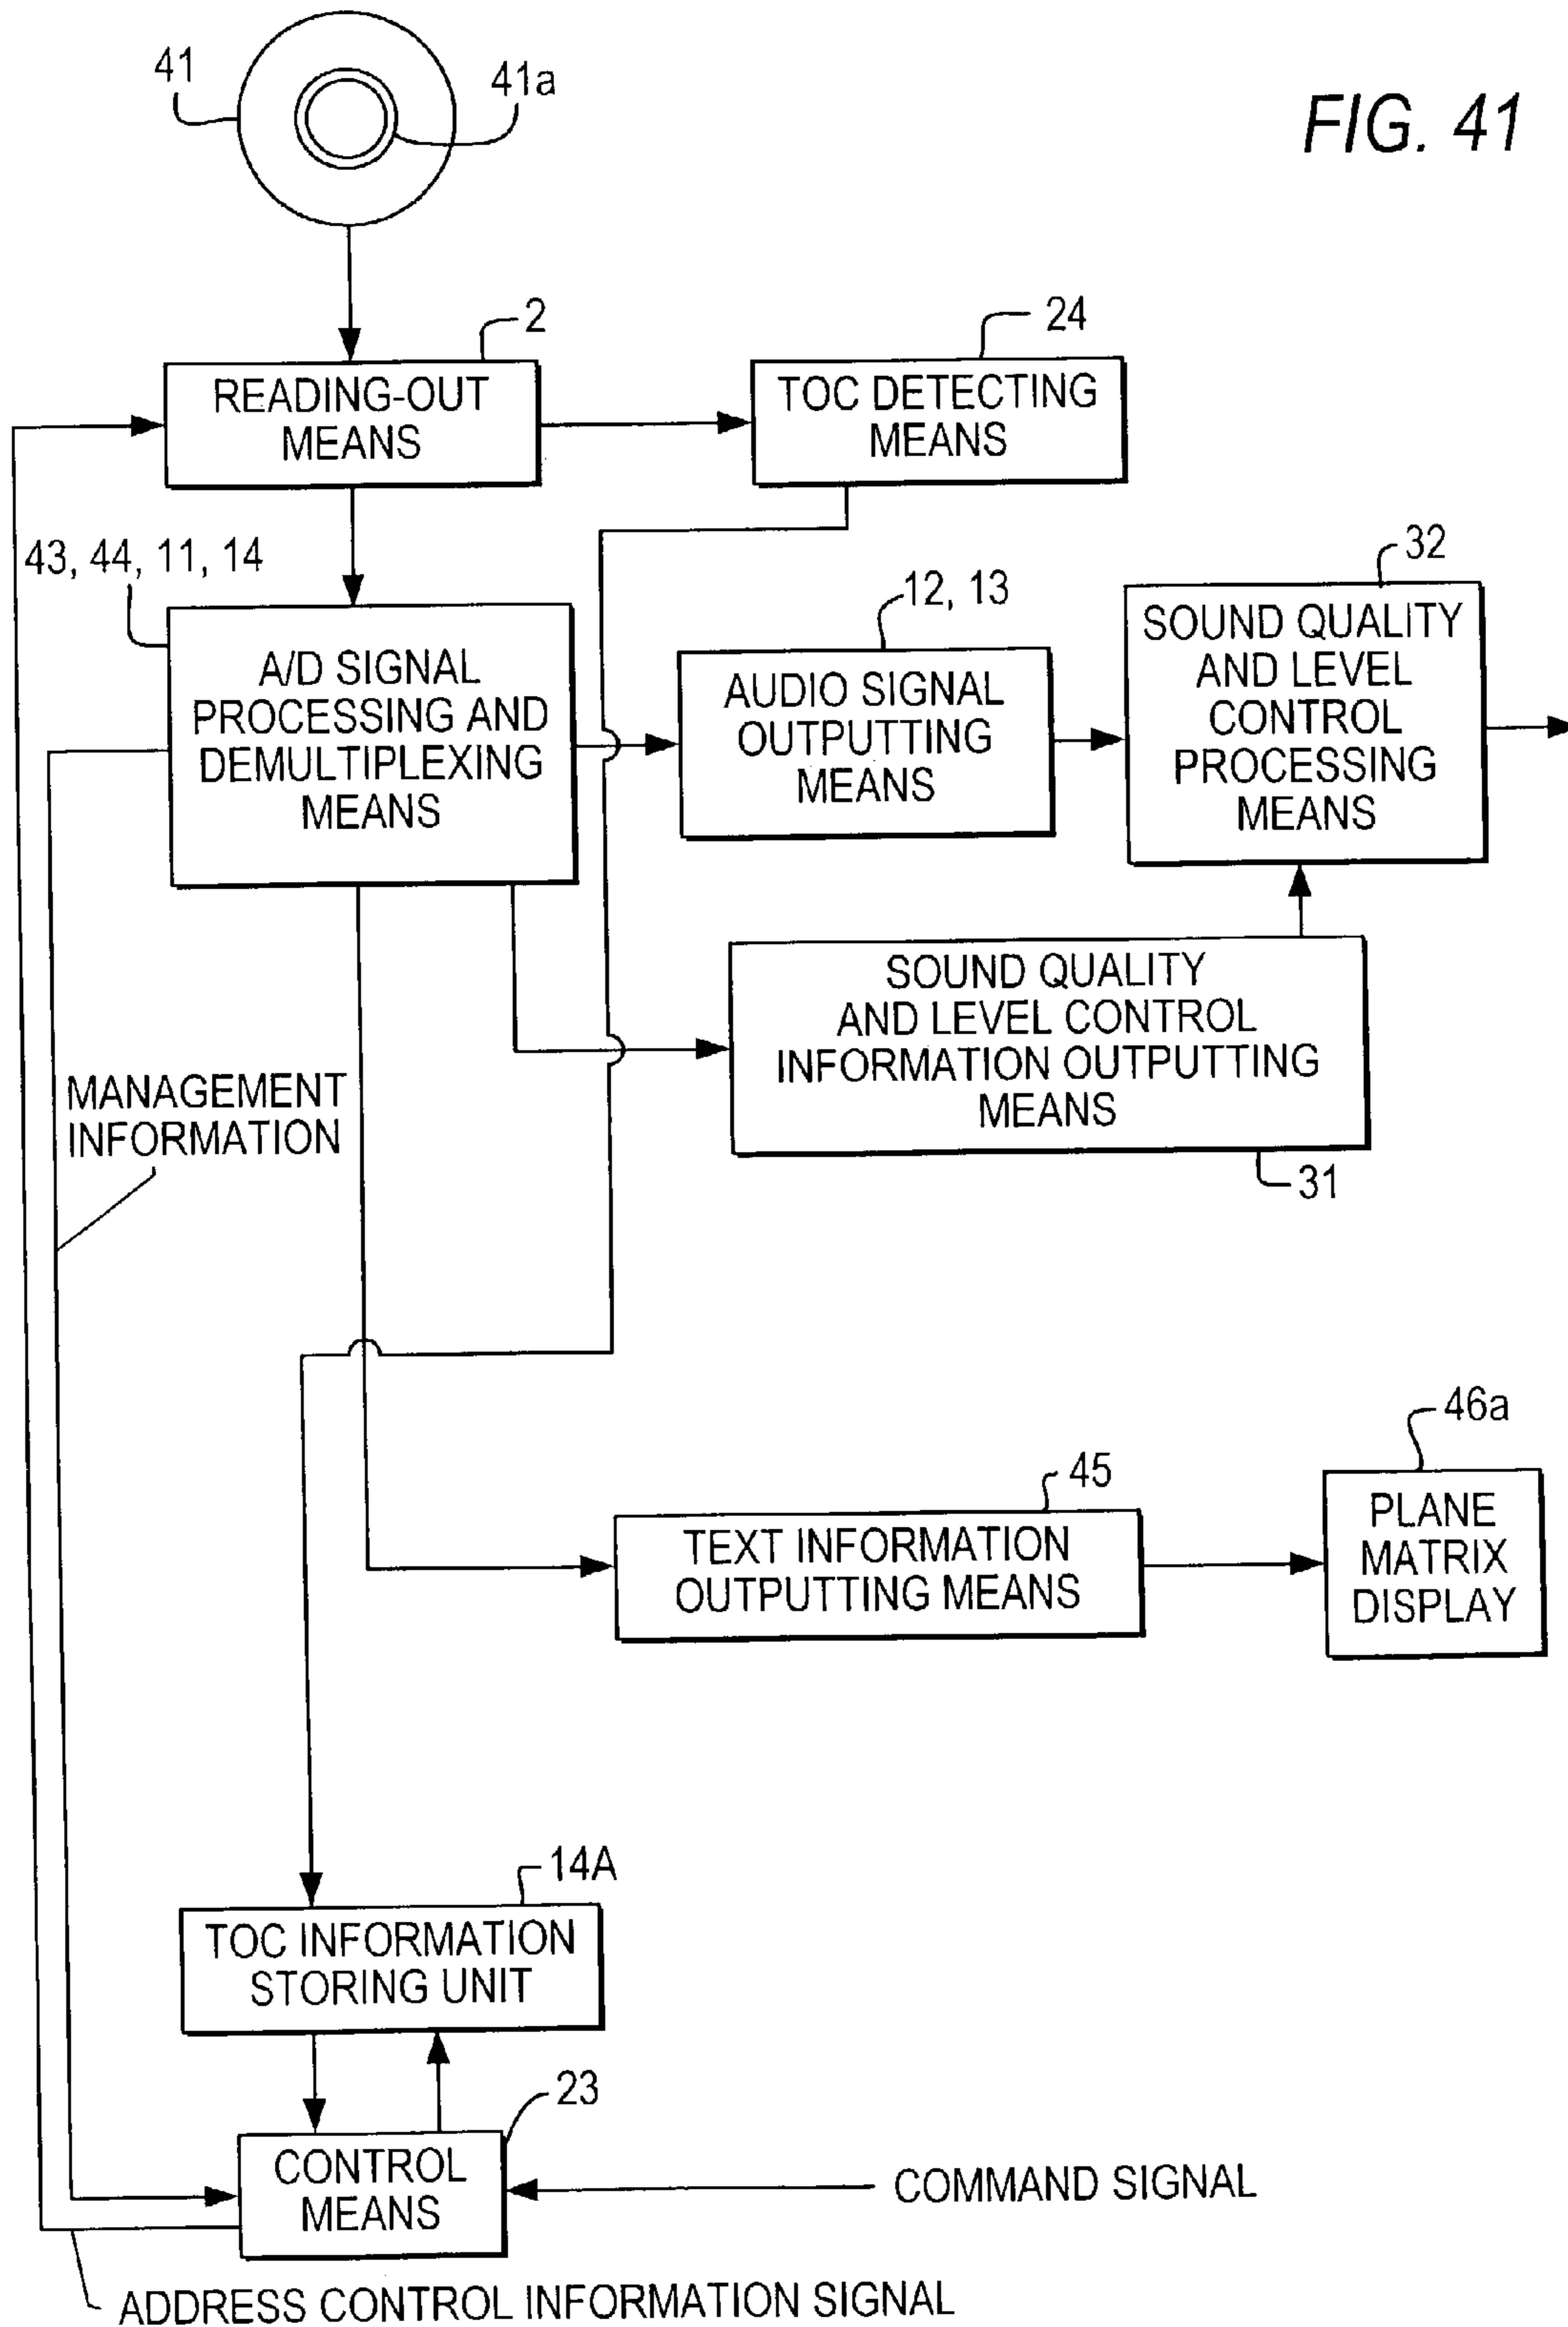 41
41a
FIG. 41
2
24
READING-OUT
MEANS
TOC DETECTING
MEANS
43, 44, 11, 14
12, 13
32
A/D SIGNAL
PROCESSING AND
DEMULTIPLEXING
MEANS
AUDIO SIGNAL
OUTPUTTING
MEANS
SOUND QUALITY
AND LEVEL
CONTROL
PROCESSING
MEANS
SOUND QUALITY
AND LEVEL CONTROL
INFORMATION OUTPUTTING
MEANS
31
MANAGEMENT
INFORMATION
46a
45
TEXT INFORMATION
OUTPUTTING MEANS
PLANE
MATRIX
DISPLAY
14A
TOC INFORMATION
STORING UNIT
23
CONTROL
MEANS
COMMAND SIGNAL
ADDRESS CONTROL INFORMATION SIGNAL